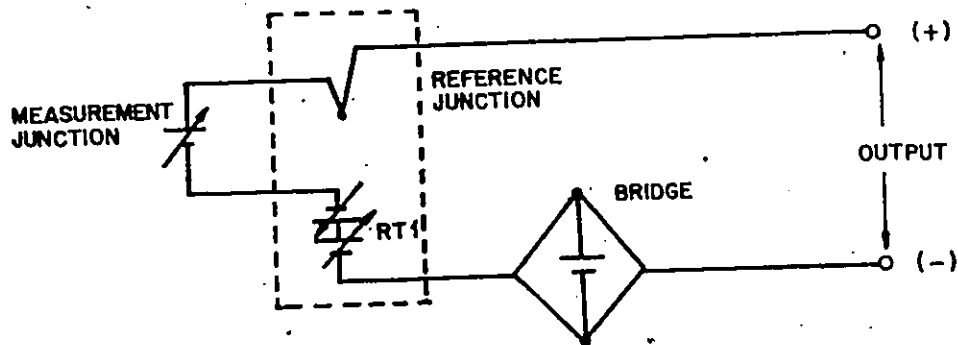 (+)
REFERENCE
JUNCTION
MEASUREMENT
JUNCTION
OUTPUT
BRIDGE
RT1
(-)